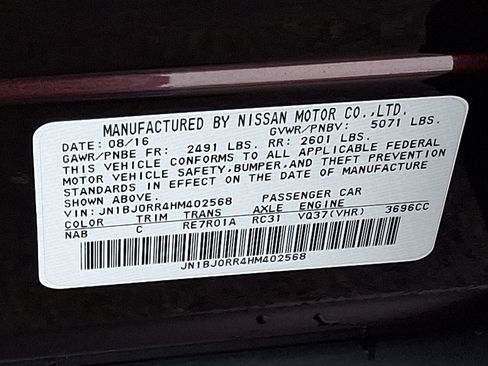 MANUFACTURED BY NISSAN MOTOR CO.,LTD.
DATE: 08/16 GVWR/PNBV: 5071 LBS.
GAWR/PNBE FR: 2491 LBS. RR: 2601 LBS.
THIS VEHICLE CONFORMS TO ALL APPLICABLE FEDERAL
MOTOR VEHICLE SAFETY,BUMPER,AND THEFT PREVENTION
STANDARDS IN EFFECT ON THE DATE OF MANUFACTURE
SHOWN ABOVE.
VIN: JN1BJ0RR4HM402568 PASSENGER CAR
COLOR TRIM TRANS AXLE ENGINE
NAB C RE7R01A RC31 VQ37(VHR) 3696CC
JN1BJ0RR4HM402568